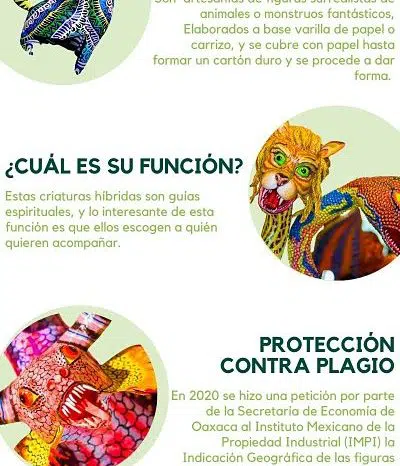 Son artesanías de figuras surrealistas de
animales o monstruos fantásticos,
Elaborados a base varilla de papel o
carrizo, y se cubre con papel hasta
formar un cartón duro y se procede a dar
forma.
¿CUÁL ES SU FUNCIÓN?
Estas criaturas híbridas son guías
espirituales, y lo interesante de esta
función es que ellos escogen a quién
quieren acompañar.
PROTECCIÓN
CONTRA PLAGIO
En 2020 se hizo una petición por parte
de la Secretaría de Economía de
Oaxaca al Instituto Mexicano de la
Propiedad Industrial (IMPI) la
Indicación Geográfica de las figuras